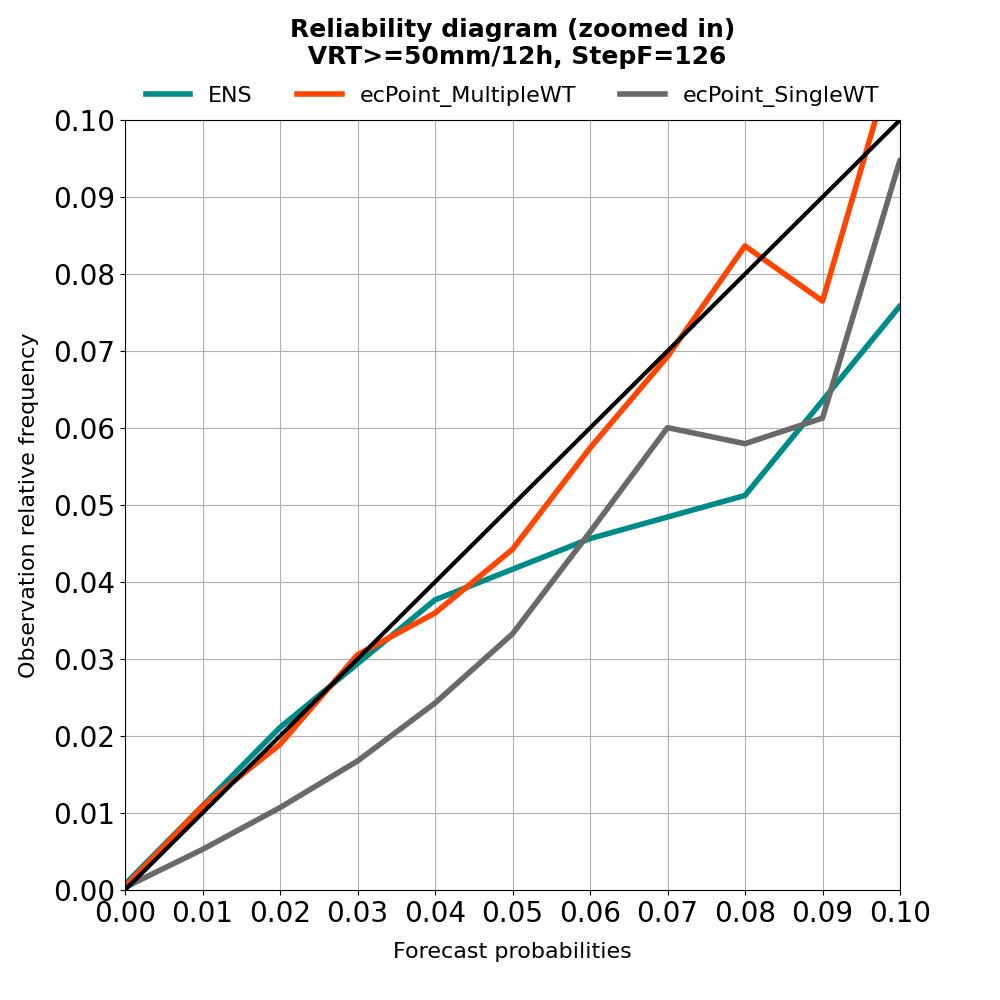 Reliability diagram (zoomed in)
VRT>=50mm/12h, StepF=126
ENS ecPoint_MultipleWT ecPoint_SingleWT
0.10
0.09
0.08
0.07
0.06
0.05
0.04
0.03
0.02
0.01
0.00
Observation relative frequency
0.00 0.01 0.02 0.03 0.04 0.05 0.06 0.07 0.08 0.09 0.10
Forecast probabilities